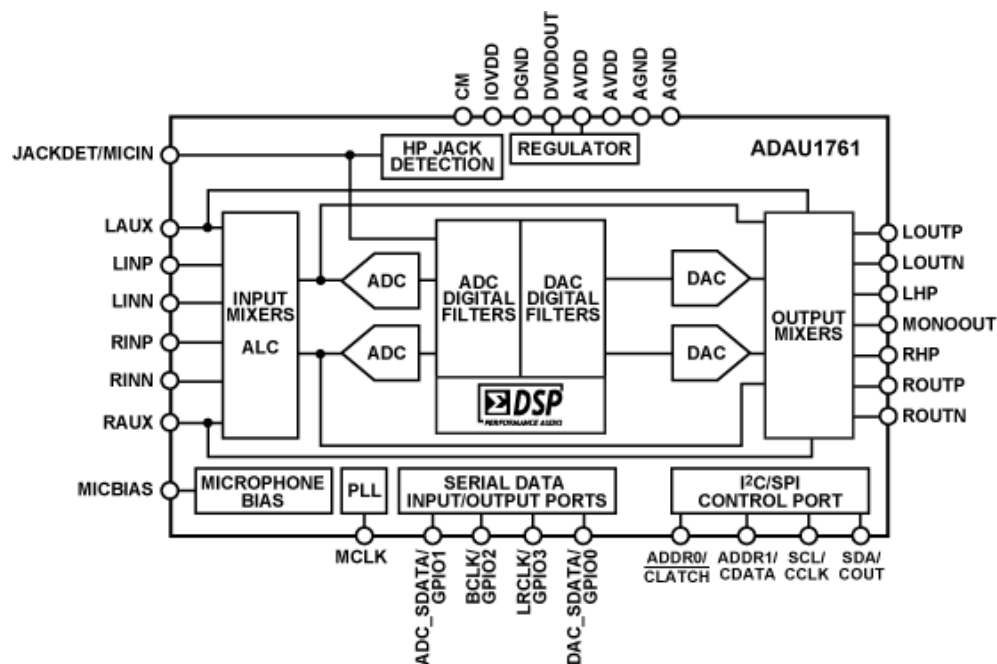 CM
IOVDD
DGND
DVDDOUT
AVDD
AVDD
AGND
AGND
JACKDET/MICIN
HP JACK
DETECTION
REGULATOR
ADAU1761
LAUX
LINP
LINN
RINP
RINN
RAUX
INPUT
MIXERS
ALC
ADC
ADC
ADC
DIGITAL
FILTERS
DAC
DIGITAL
FILTERS
DSP
PERFORMANCE AUDIO
DAC
DAC
OUTPUT
MIXERS
LOUTP
LOUTN
LHP
MONOOUT
RHP
ROUTP
ROUTN
MICBIAS
MICROPHONE
BIAS
PLL
SERIAL DATA
INPUT/OUTPUT PORTS
I²C/SPI
CONTROL PORT
MCLK
ADC_SDATA/
GPIO1
BCLK/
GPIO2
LRCLK/
GPIO3
DAC_SDATA/
GPIO0
ADDR0/
CLATCH
ADDR1/
CDATA
SCL/
CCLK
SDA/
COUT